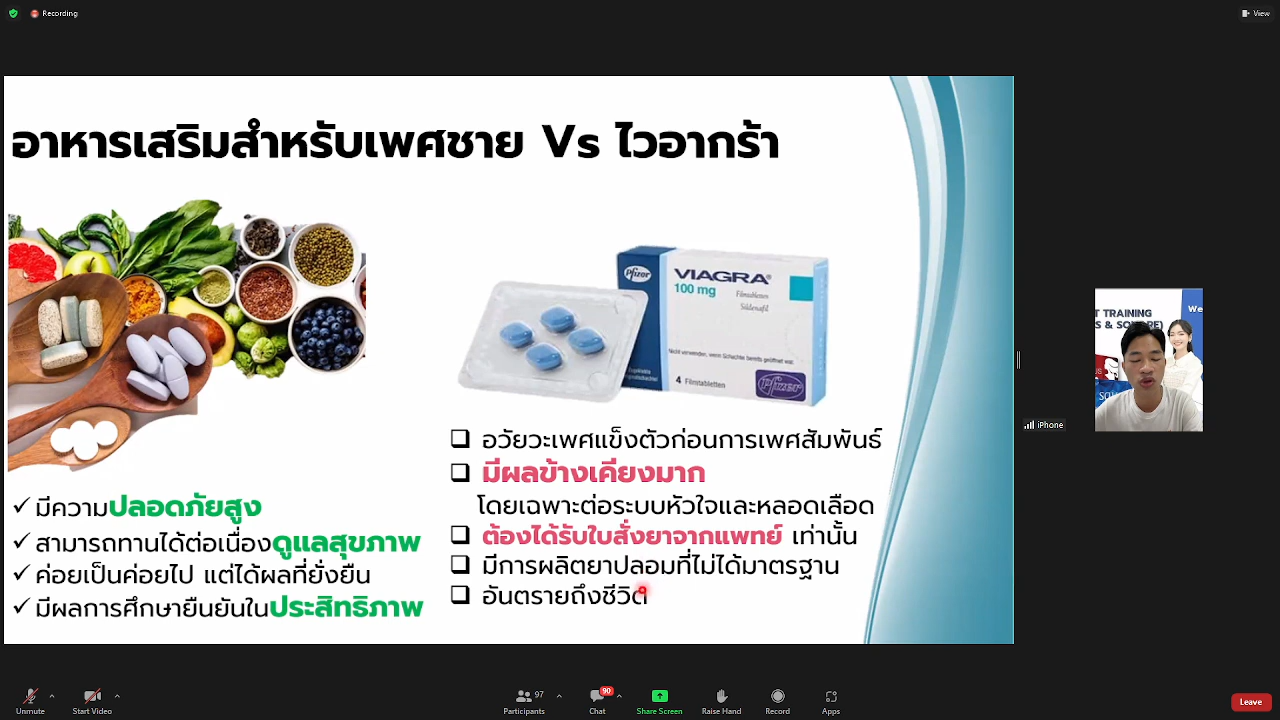 Recording
View
อาหารเสริมสำหรับเพศชาย Vs ไวอากร้า
Pfizer
VIAGRA®
100 mg
Filmtabletten
Sildenafil
4 Filmtabletten
Pfizer
T TRAINING
We
iPhone
อวัยวะเพศแข็งตัวก่อนการเพศสัมพันธ์
มีผลข้างเคียงมาก
โดยเฉพาะต่อระบบหัวใจและหลอดเลือด
ต้องได้รับใบสั่งยาจากแพทย์ เท่านั้น
มีการผลิตยาปลอมที่ไม่ได้มาตรฐาน
อันตรายถึงชีวิต
✓ มีความปลอดภัยสูง
✓ สามารถทานได้ต่อเนื่องดูแลสุขภาพ
✓ ค่อยเป็นค่อยไป แต่ได้ผลที่ยั่งยืน
✓ มีผลการศึกษายืนยันในประสิทธิภาพ
Unmute
Start Video
Participants 97
Chat 90
Share Screen
Raise Hand
Record
Apps
Leave